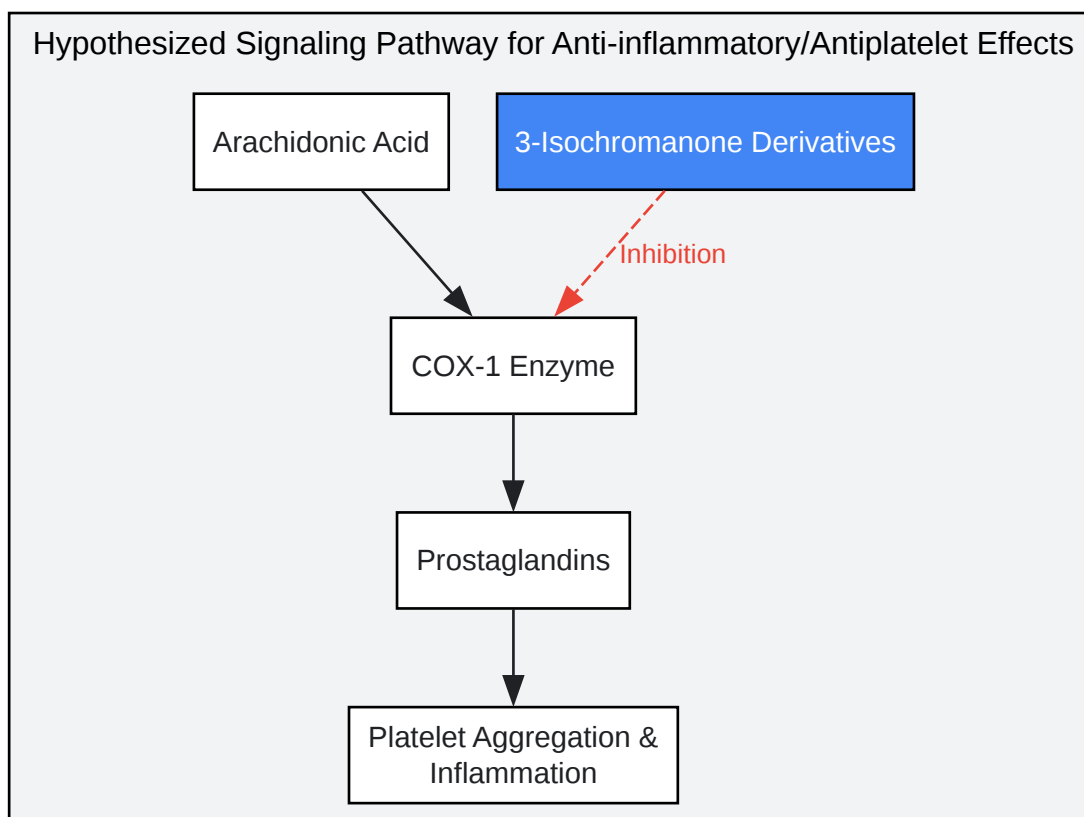 Hypothesized Signaling Pathway for Anti-inflammatory/Antiplatelet Effects
Arachidonic Acid
3-Isochromanone Derivatives
Inhibition
COX-1 Enzyme
Prostaglandins
Platelet Aggregation &
Inflammation